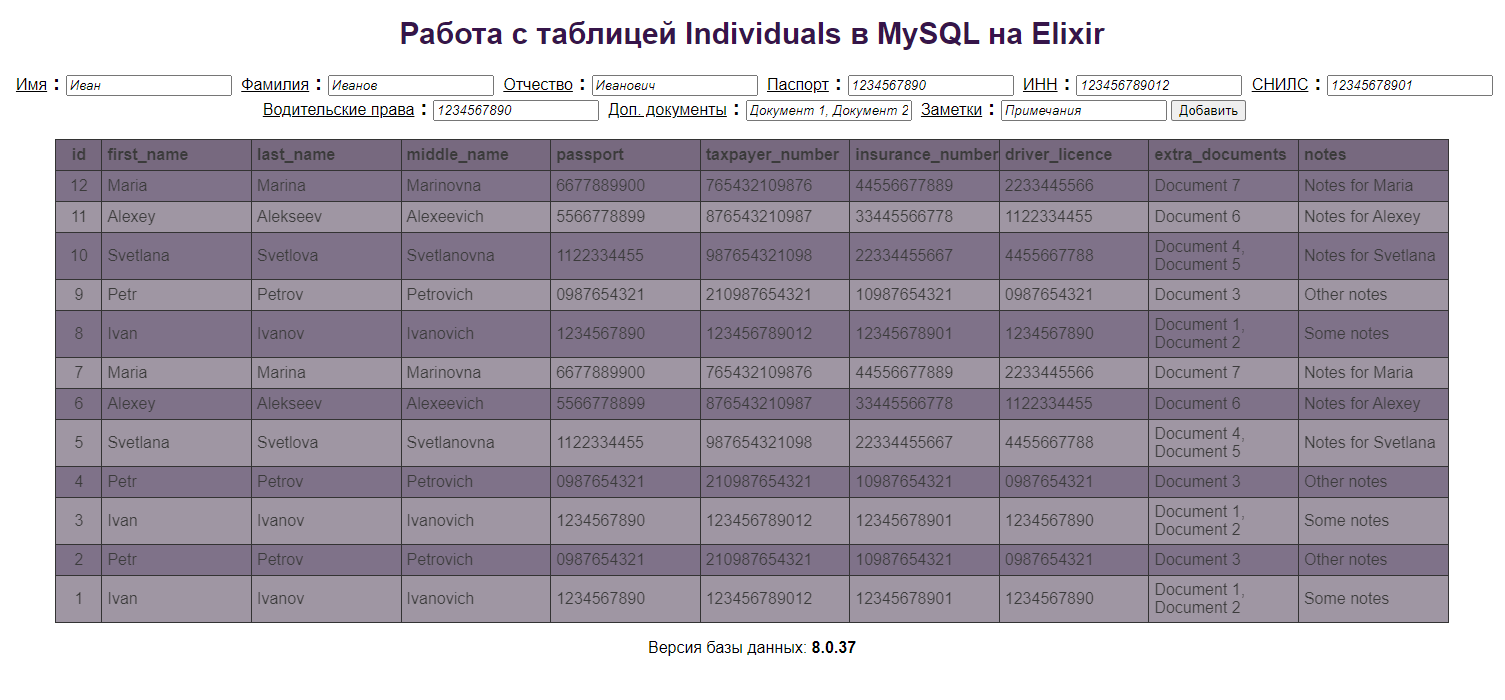 Работа с таблицей Individuals в MySQL на Elixir
Имя : Иван Фамилия : Иванов Отчество : Иванович Паспорт : 1234567890 ИНН : 123456789012 СНИЛС : 12345678901
Водительские права : 1234567890 Доп. документы : Документ 1, Документ 2 Заметки : Примечания Добавить
id first_name last_name middle_name passport taxpayer_number insurance_number driver_licence extra_documents notes
12 Maria Marina Marinovna 6677889900 765432109876 44556677889 2233445566 Document 7 Notes for Maria
11 Alexey Alekseev Alexeevich 5566778899 876543210987 33445566778 1122334455 Document 6 Notes for Alexey
10 Svetlana Svetlova Svetlanovna 1122334455 987654321098 22334455667 4455667788 Document 4, Document 5 Notes for Svetlana
9 Petr Petrov Petrovich 0987654321 210987654321 10987654321 0987654321 Document 3 Other notes
8 Ivan Ivanov Ivanovich 1234567890 123456789012 12345678901 1234567890 Document 1, Document 2 Some notes
7 Maria Marina Marinovna 6677889900 765432109876 44556677889 2233445566 Document 7 Notes for Maria
6 Alexey Alekseev Alexeevich 5566778899 876543210987 33445566778 1122334455 Document 6 Notes for Alexey
5 Svetlana Svetlova Svetlanovna 1122334455 987654321098 22334455667 4455667788 Document 4, Document 5 Notes for Svetlana
4 Petr Petrov Petrovich 0987654321 210987654321 10987654321 0987654321 Document 3 Other notes
3 Ivan Ivanov Ivanovich 1234567890 123456789012 12345678901 1234567890 Document 1, Document 2 Some notes
2 Petr Petrov Petrovich 0987654321 210987654321 10987654321 0987654321 Document 3 Other notes
1 Ivan Ivanov Ivanovich 1234567890 123456789012 12345678901 1234567890 Document 1, Document 2 Some notes
Версия базы данных: 8.0.37